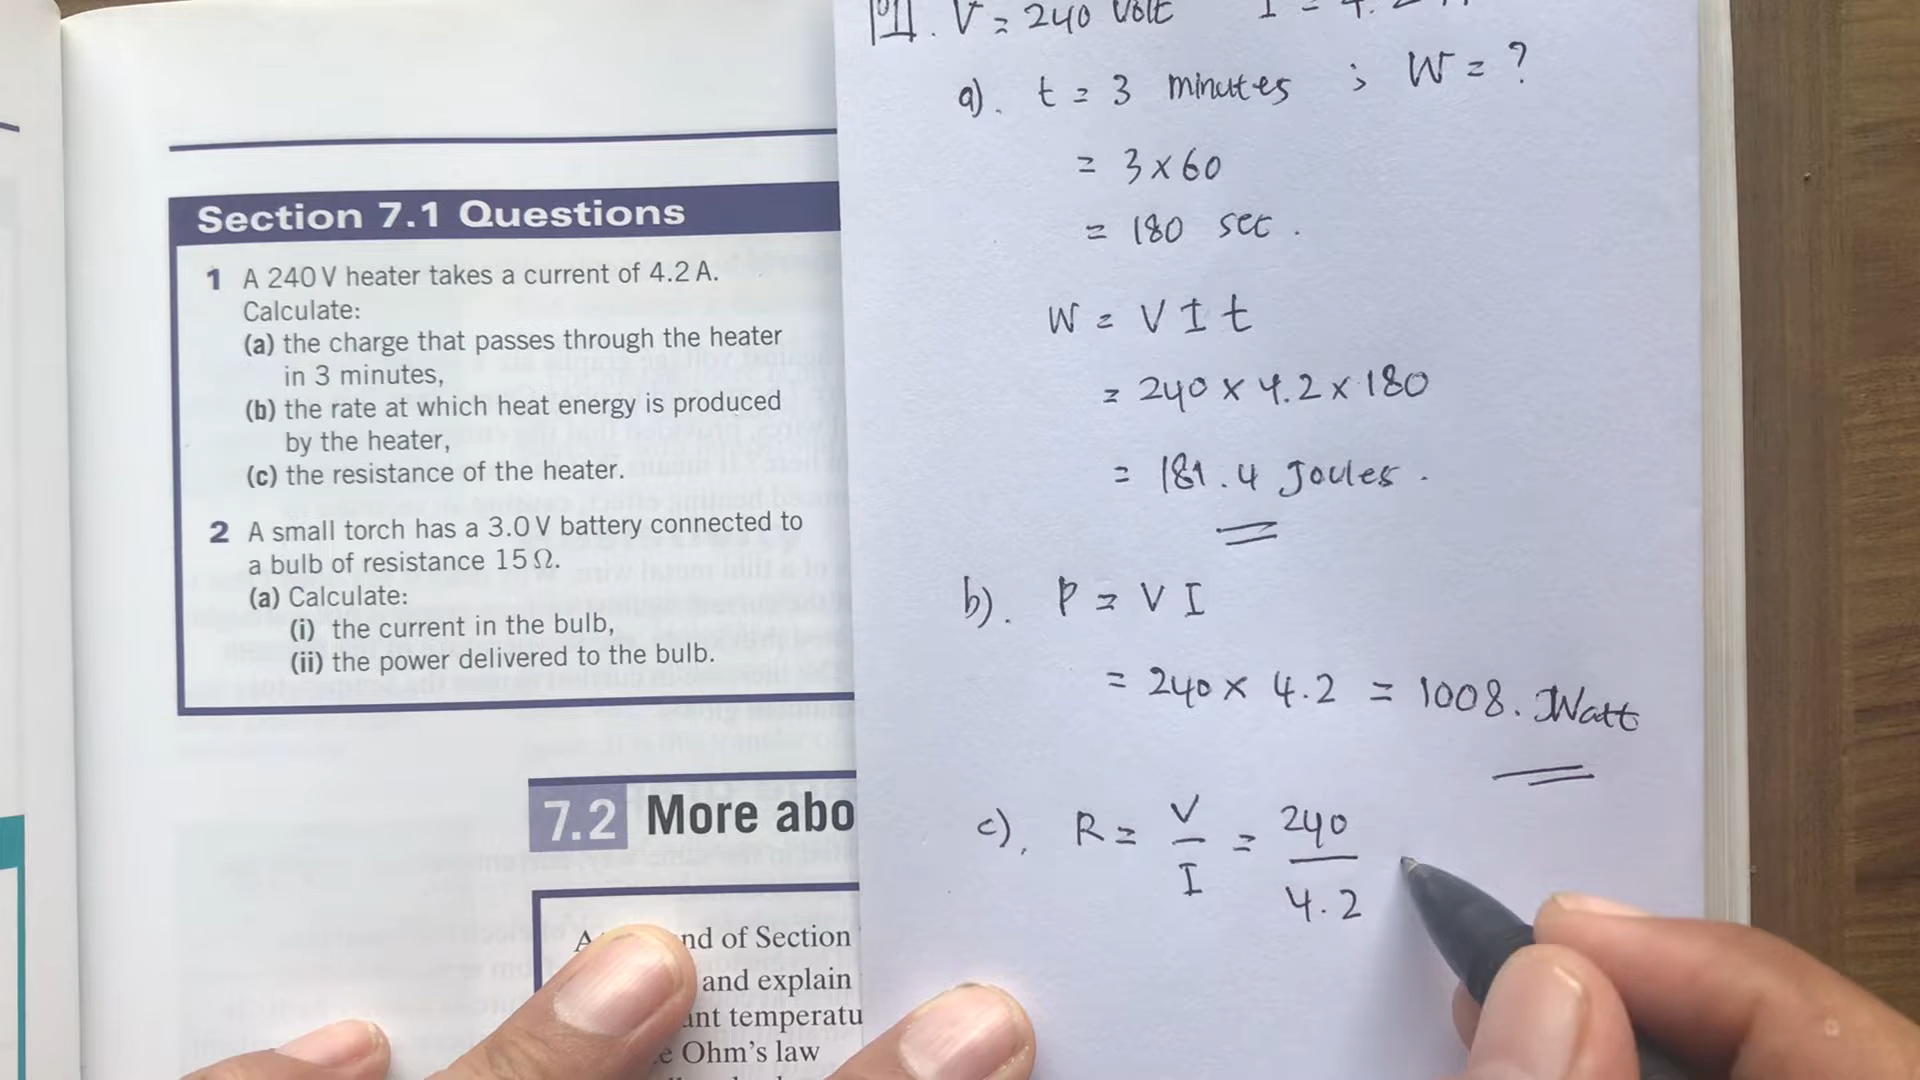 Section 7.1 Questions
1 A 240 V heater takes a current of 4.2 A.
Calculate:
(a) the charge that passes through the heater
in 3 minutes,
(b) the rate at which heat energy is produced
by the heater,
(c) the resistance of the heater.
2 A small torch has a 3.0 V battery connected to
a bulb of resistance 15 Ω.
(a) Calculate:
(i) the current in the bulb,
(ii) the power delivered to the bulb.
7.2 More abo
nd of Section
and explain
ant temperatu
e Ohm's law
V = 240 Volt I = 4.2
a). t = 3 minutes ; W = ?
= 3 x 60
= 180 sec.
W = V I t
= 240 x 4.2 x 180
= 181.4 Joules.
b). P = V I
= 240 x 4.2 = 1008. Watt
c). R = V/I = 240/4.2